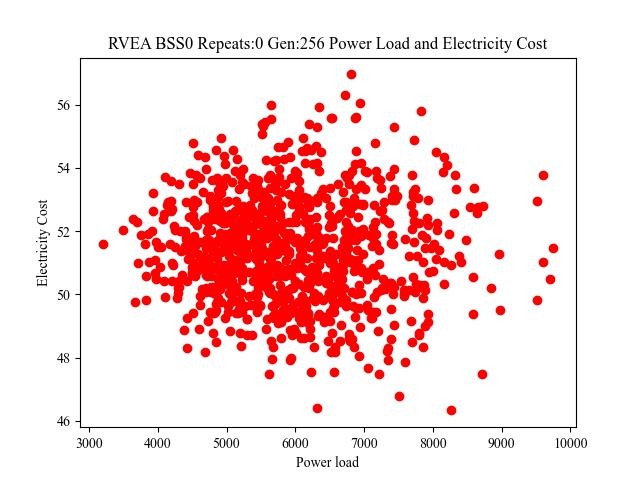 RVEA BSS0 Repeats:0 Gen:256 Power Load and Electricity Cost
Electricity Cost
56
54
52
50
48
46
3000 4000 5000 6000 7000 8000 9000 10000
Power load